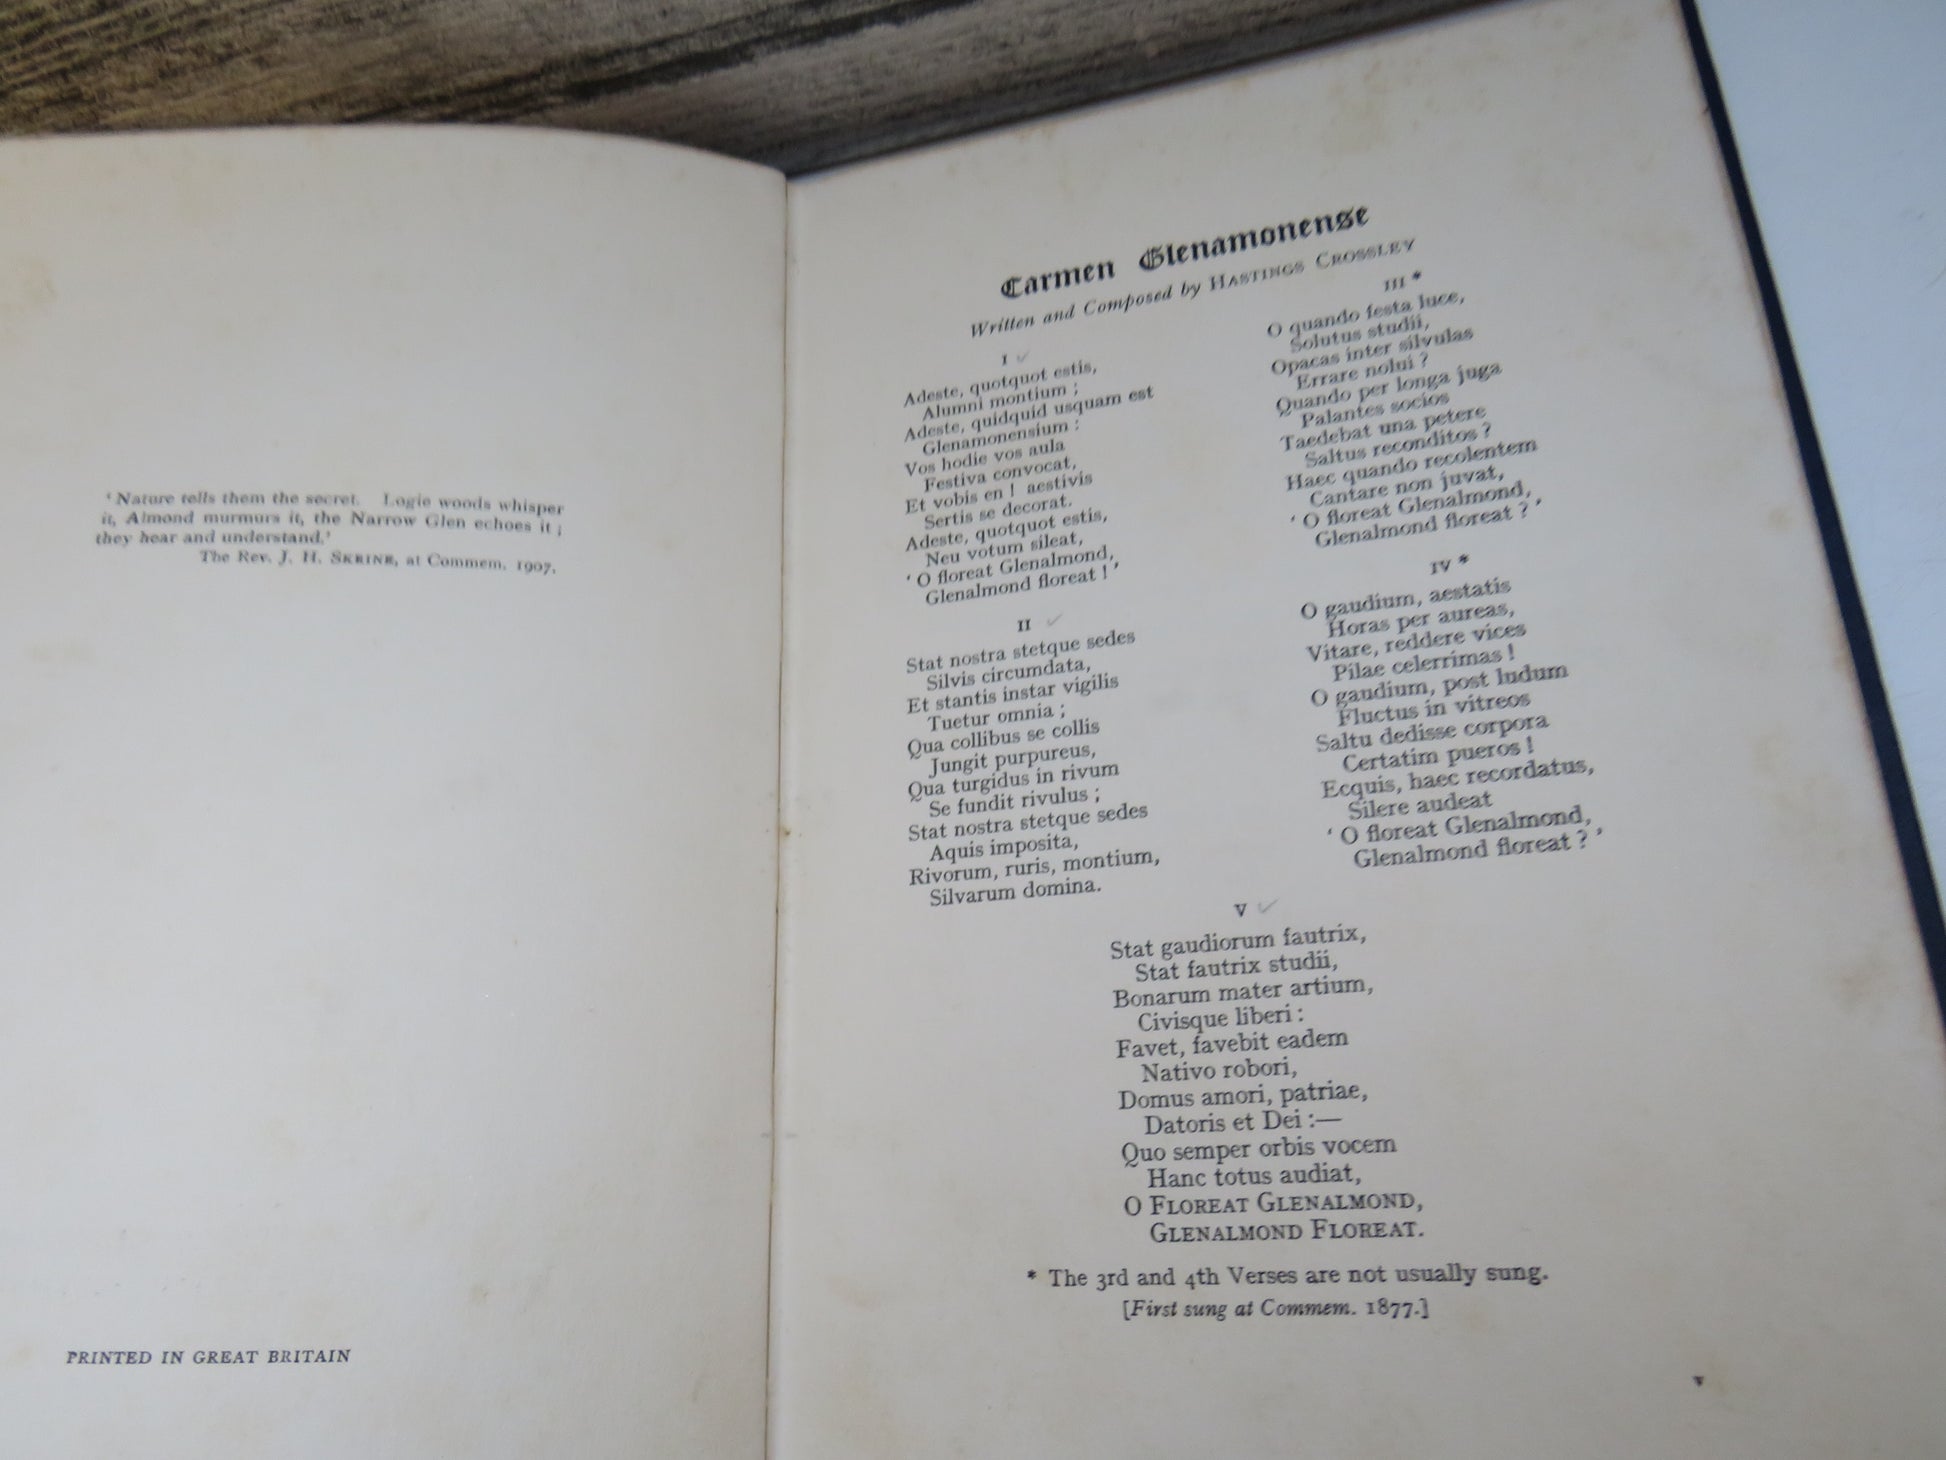 ‘Nature tells them the secret. Logie woods whisper
it, Almond murmurs it, the Narrow Glen echoes it ;
they hear and understand.’
The Rev. J. H. SKRINE, at Commem. 1907.
PRINTED IN GREAT BRITAIN
Carmen Glenamonense
Written and Composed by HASTINGS CROSSLEY
I
Adeste, quotquot estis,
Alumni montium ;
Adeste, quidquid usquam est
Glenamonensium :
Vos hodie vos aula
Festiva convocat,
Et vobis en ! aestivis
Sertis se decorat.
Adeste, quotquot estis,
Neu votum sileat,
‘ O floreat Glenalmond,
Glenalmond floreat ! ’
II
Stat nostra stetque sedes
Silvis circumdata,
Et stantis instar vigilis
Tuetur omnia ;
Qua collibus se collis
Jungit purpureus,
Qua turgidus in rivum
Se fundit rivulus ;
Stat nostra stetque sedes
Aquis imposita,
Rivorum, ruris, montium,
Silvarum domina.
III *
O quando festa luce,
Solutus studii,
Opacas inter silvulas
Errare nolui ?
Quando per longa juga
Palantes socios
Taedebat una petere
Saltus reconditos ?
Haec quando recolentem
Cantare non juvat,
‘ O floreat Glenalmond,
Glenalmond floreat ? ’
IV *
O gaudium, aestatis
Horas per aureas,
Vitare, reddere vices
Pilae celerrimas !
O gaudium, post ludum
Fluctus in vitreos
Saltu dedisse corpora
Certatim pueros !
Ecquis, haec recordatus,
Silere audeat
‘ O floreat Glenalmond,
Glenalmond floreat ? ’
V
Stat gaudiorum fautrix,
Stat fautrix studii,
Bonarum mater artium,
Civisque liberi :
Favet, favebit eadem
Nativo robori,
Domus amori, patriae,
Datoris et Dei :—
Quo semper orbis vocem
Hanc totus audiat,
O FLOREAT GLENALMOND,
GLENALMOND FLOREAT.
* The 3rd and 4th Verses are not usually sung.
[First sung at Commem. 1877.]
v